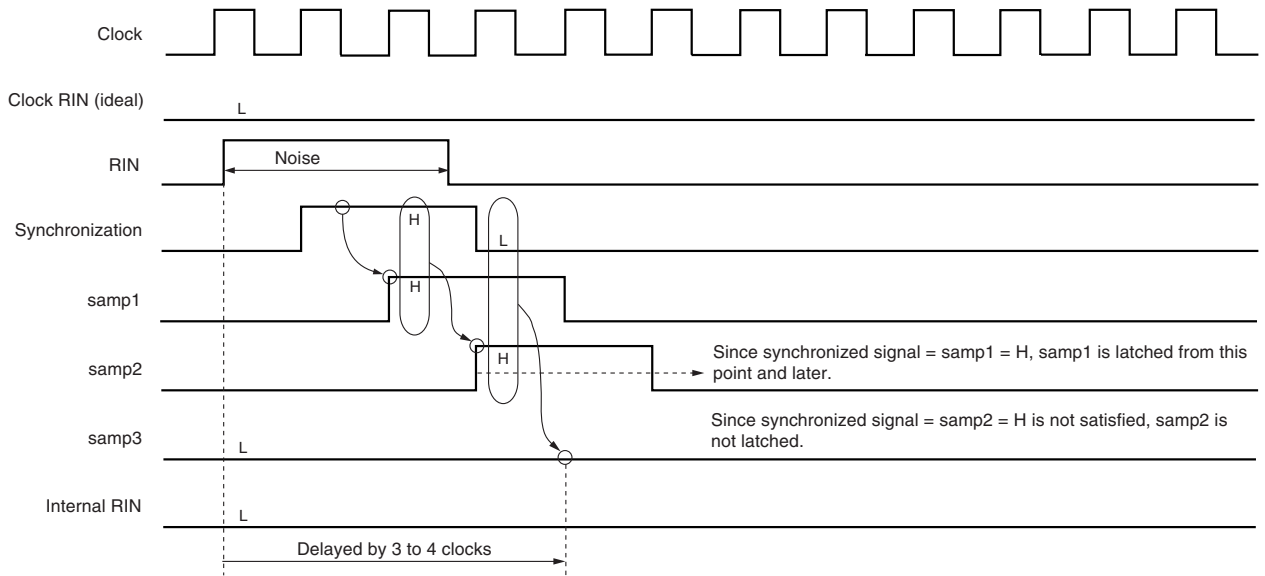 Clock
Clock RIN (ideal)
L
RIN
Noise
Synchronization
H
L
samp1
H
samp2
H
Since synchronized signal = samp1 = H, samp1 is latched from this
point and later.
Since synchronized signal = samp2 = H is not satisfied, samp2 is
not latched.
samp3
L
Internal RIN
L
Delayed by 3 to 4 clocks